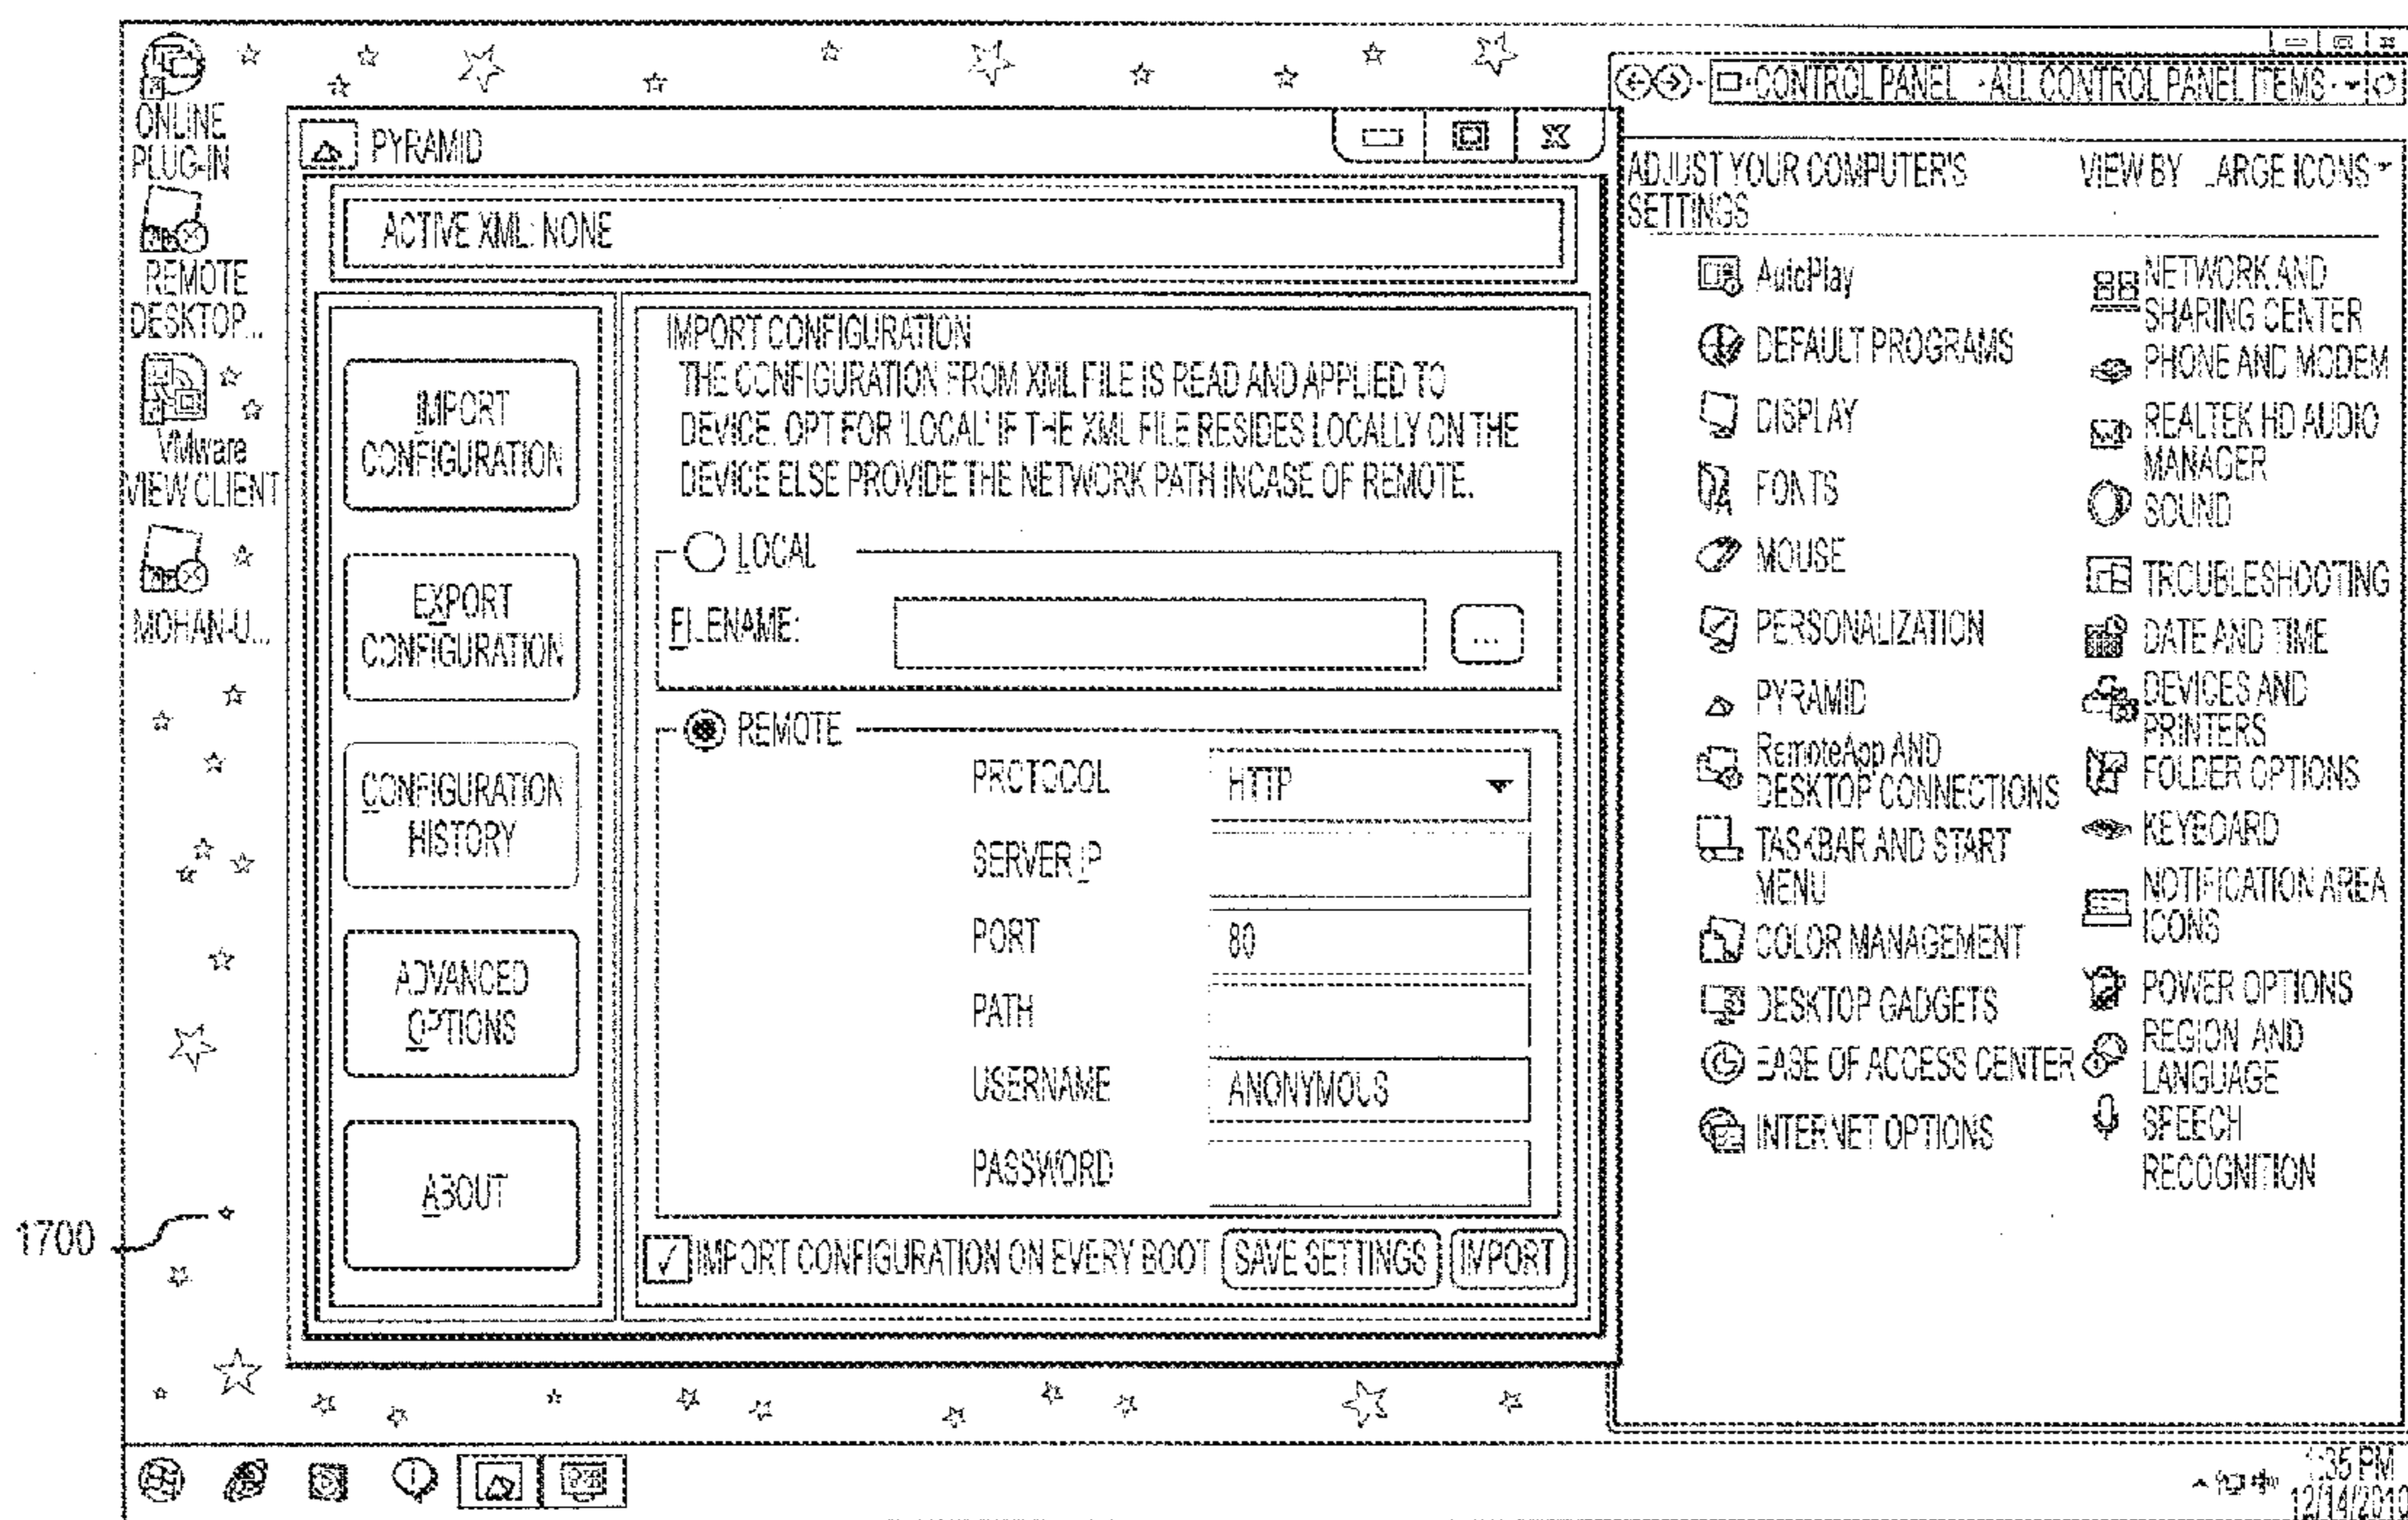 ONLINE
PLUG-IN
REMOTE
DESKTOP...
VMware
VIEW CLIENT
MOHAN-U...
1700
PYRAMID
ACTIVE XML: NONE
IMPORT
CONFIGURATION
EXPORT
CONFIGURATION
CONFIGURATION
HISTORY
ADVANCED
OPTIONS
ABOUT
IMPORT CONFIGURATION
THE CONFIGURATION FROM XML FILE IS READ AND APPLIED TO
DEVICE. OPT FOR 'LOCAL' IF THE XML FILE RESIDES LOCALLY ON THE
DEVICE ELSE PROVIDE THE NETWORK PATH INCASE OF REMOTE.
LOCAL
FILENAME:
...
REMOTE
PROTOCOL HTTP
SERVER IP
PORT 80
PATH
USERNAME ANONYMOUS
PASSWORD
IMPORT CONFIGURATION ON EVERY BOOT SAVE SETTINGS IMPORT
CONTROL PANEL ALL CONTROL PANEL ITEMS
ADJUST YOUR COMPUTER'S
SETTINGS
VIEW BY LARGE ICONS
AutoPlay
DEFAULT PROGRAMS
DISPLAY
FONTS
MOUSE
PERSONALIZATION
PYRAMID
RemoteApp AND
DESKTOP CONNECTIONS
TASKBAR AND START
MENU
COLOR MANAGEMENT
DESKTOP GADGETS
EASE OF ACCESS CENTER
INTERNET OPTIONS
NETWORK AND
SHARING CENTER
PHONE AND MODEM
REALTEK HD AUDIO
MANAGER
SOUND
TROUBLESHOOTING
DATE AND TIME
DEVICES AND
PRINTERS
FOLDER OPTIONS
KEYBOARD
NOTIFICATION AREA
ICONS
POWER OPTIONS
REGION AND
LANGUAGE
SPEECH
RECOGNITION
PM
12/14/2010